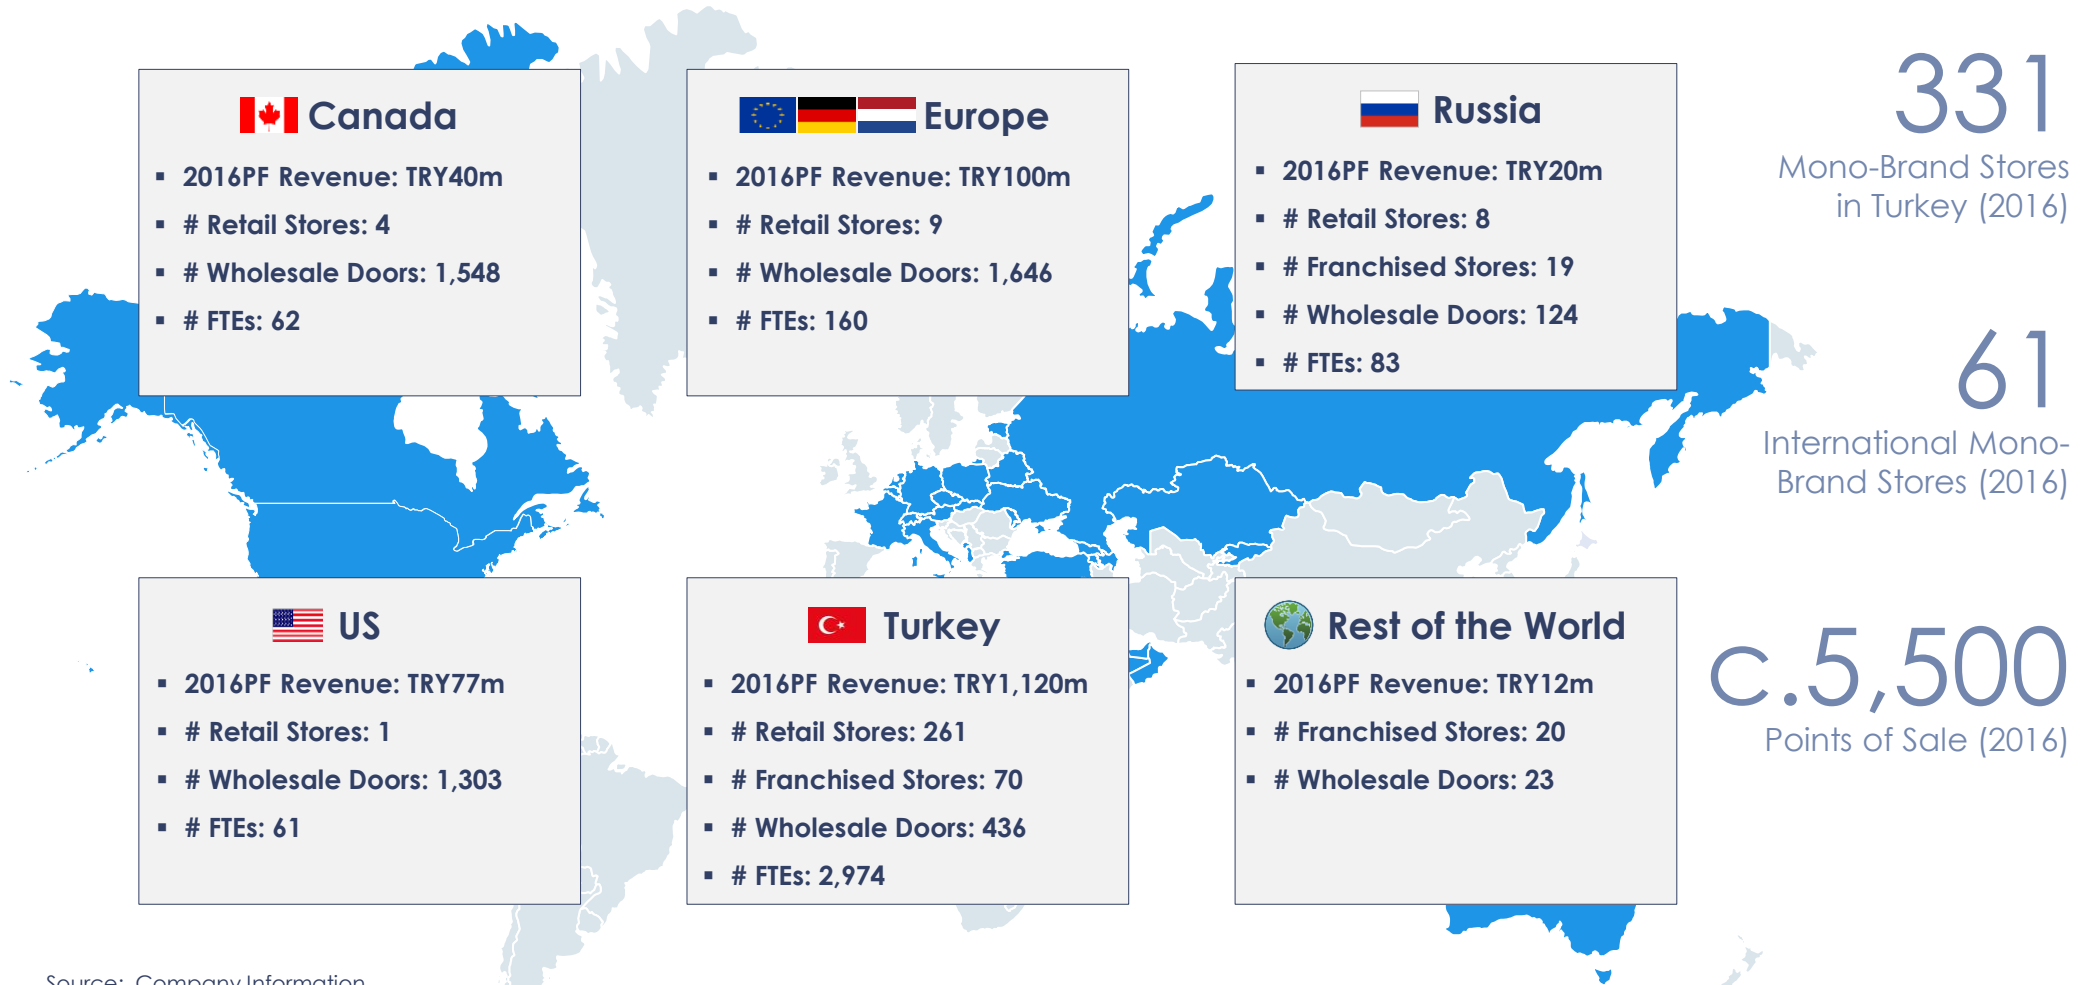 Canada
▪ 2016PF Revenue: TRY40m
▪ # Retail Stores: 4
▪ # Wholesale Doors: 1,548
▪ # FTEs: 62
Europe
▪ 2016PF Revenue: TRY100m
▪ # Retail Stores: 9
▪ # Wholesale Doors: 1,646
▪ # FTEs: 160
Russia
▪ 2016PF Revenue: TRY20m
▪ # Retail Stores: 8
▪ # Franchised Stores: 19
▪ # Wholesale Doors: 124
▪ # FTEs: 83
331
Mono-Brand Stores
in Turkey (2016)
61
International Mono-
Brand Stores (2016)
c.5,500
Points of Sale (2016)
US
▪ 2016PF Revenue: TRY77m
▪ # Retail Stores: 1
▪ # Wholesale Doors: 1,303
▪ # FTEs: 61
Turkey
▪ 2016PF Revenue: TRY1,120m
▪ # Retail Stores: 261
▪ # Franchised Stores: 70
▪ # Wholesale Doors: 436
▪ # FTEs: 2,974
Rest of the World
▪ 2016PF Revenue: TRY12m
▪ # Franchised Stores: 20
▪ # Wholesale Doors: 23
Source: Company Information